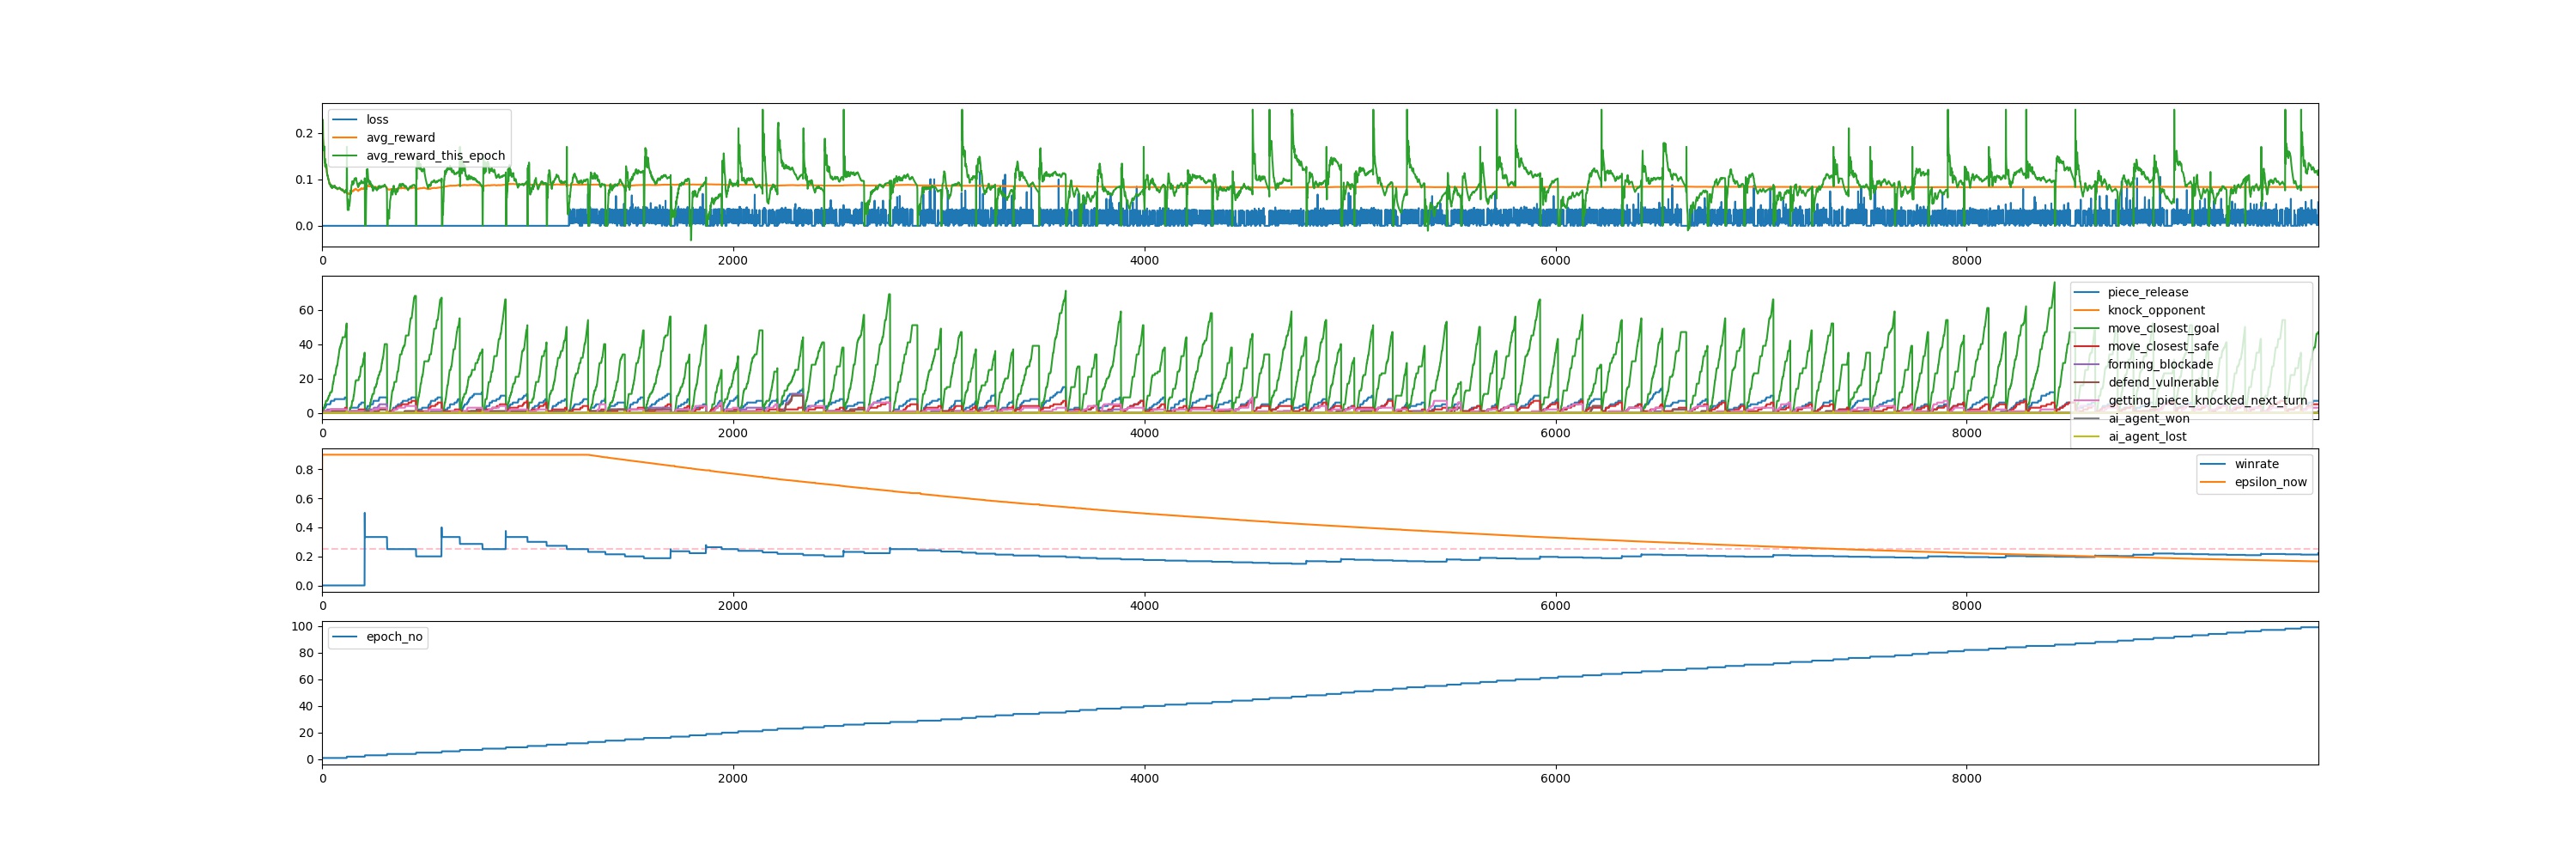 0.2
0.1
0.0
loss
avg_reward
avg_reward_this_epoch
0 2000 4000 6000 8000
60
40
20
0
piece_release
knock_opponent
move_closest_goal
move_closest_safe
forming_blockade
defend_vulnerable
getting_piece_knocked_next_turn
ai_agent_won
ai_agent_lost
0 2000 4000 6000 8000
0.8
0.6
0.4
0.2
0.0
winrate
epsilon_now
0 2000 4000 6000 8000
100
80
60
40
20
0
epoch_no
0 2000 4000 6000 8000